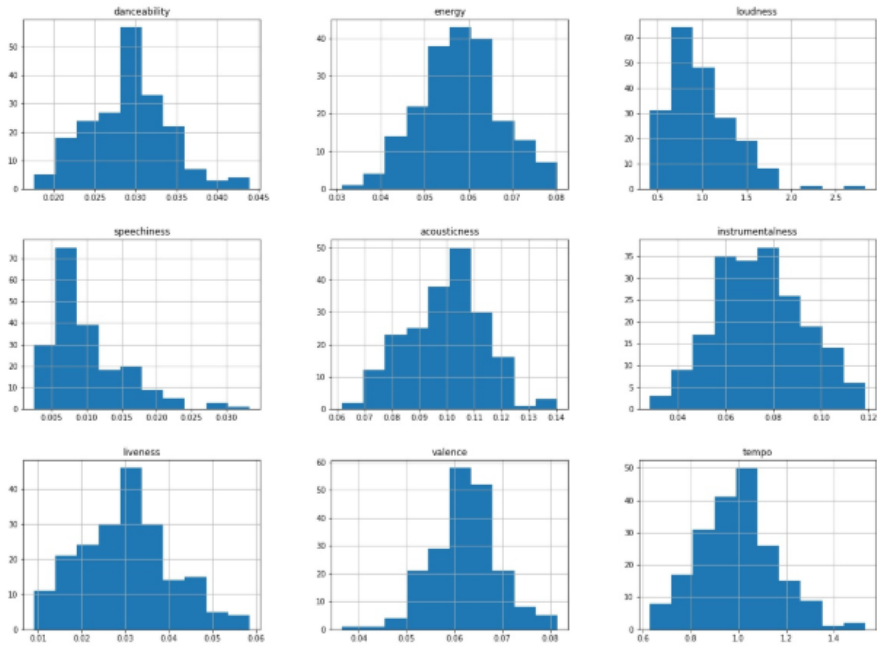 danceability energy loudness
50 40 60
40 30 50
30 20 40
20 10 30
10 0 20
0 10
0
0.020 0.025 0.030 0.035 0.040 0.045 0.03 0.04 0.05 0.06 0.07 0.08 0.5 1.0 1.5 2.0 2.5
speechiness acousticness instrumentalness
70 50 35
60 40 30
50 30 25
40 20 20
30 10 15
20 0 10
10 5
0 0
0.005 0.010 0.015 0.020 0.025 0.030 0.06 0.07 0.08 0.09 0.10 0.11 0.12 0.13 0.14 0.04 0.06 0.08 0.10 0.12
liveness valence tempo
40 60 50
30 50 40
20 40 30
10 30 20
0 20 10
10 0
0
0.01 0.02 0.03 0.04 0.05 0.06 0.04 0.05 0.06 0.07 0.08 0.6 0.8 1.0 1.2 1.4